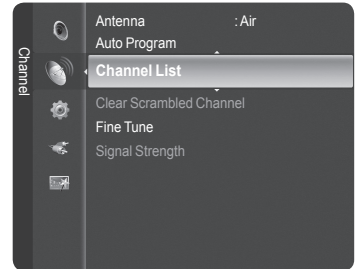 Channel
Antenna : Air
Auto Program
Channel List
Clear Scrambled Channel
Fine Tune
Signal Strength